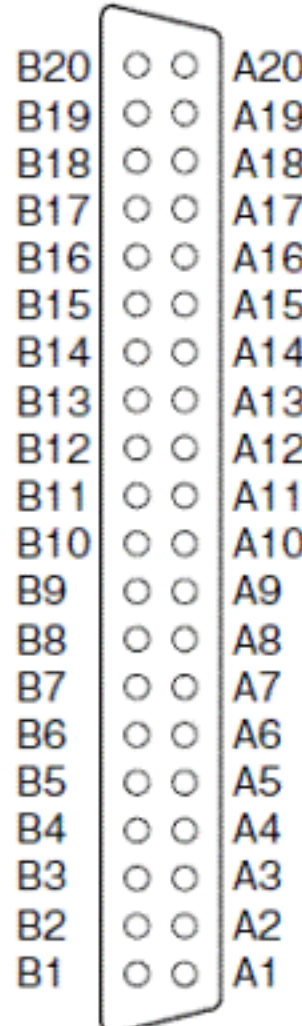 B20 A20
B19 A19
B18 A18
B17 A17
B16 A16
B15 A15
B14 A14
B13 A13
B12 A12
B11 A11
B10 A10
B9 A9
B8 A8
B7 A7
B6 A6
B5 A5
B4 A4
B3 A3
B2 A2
B1 A1